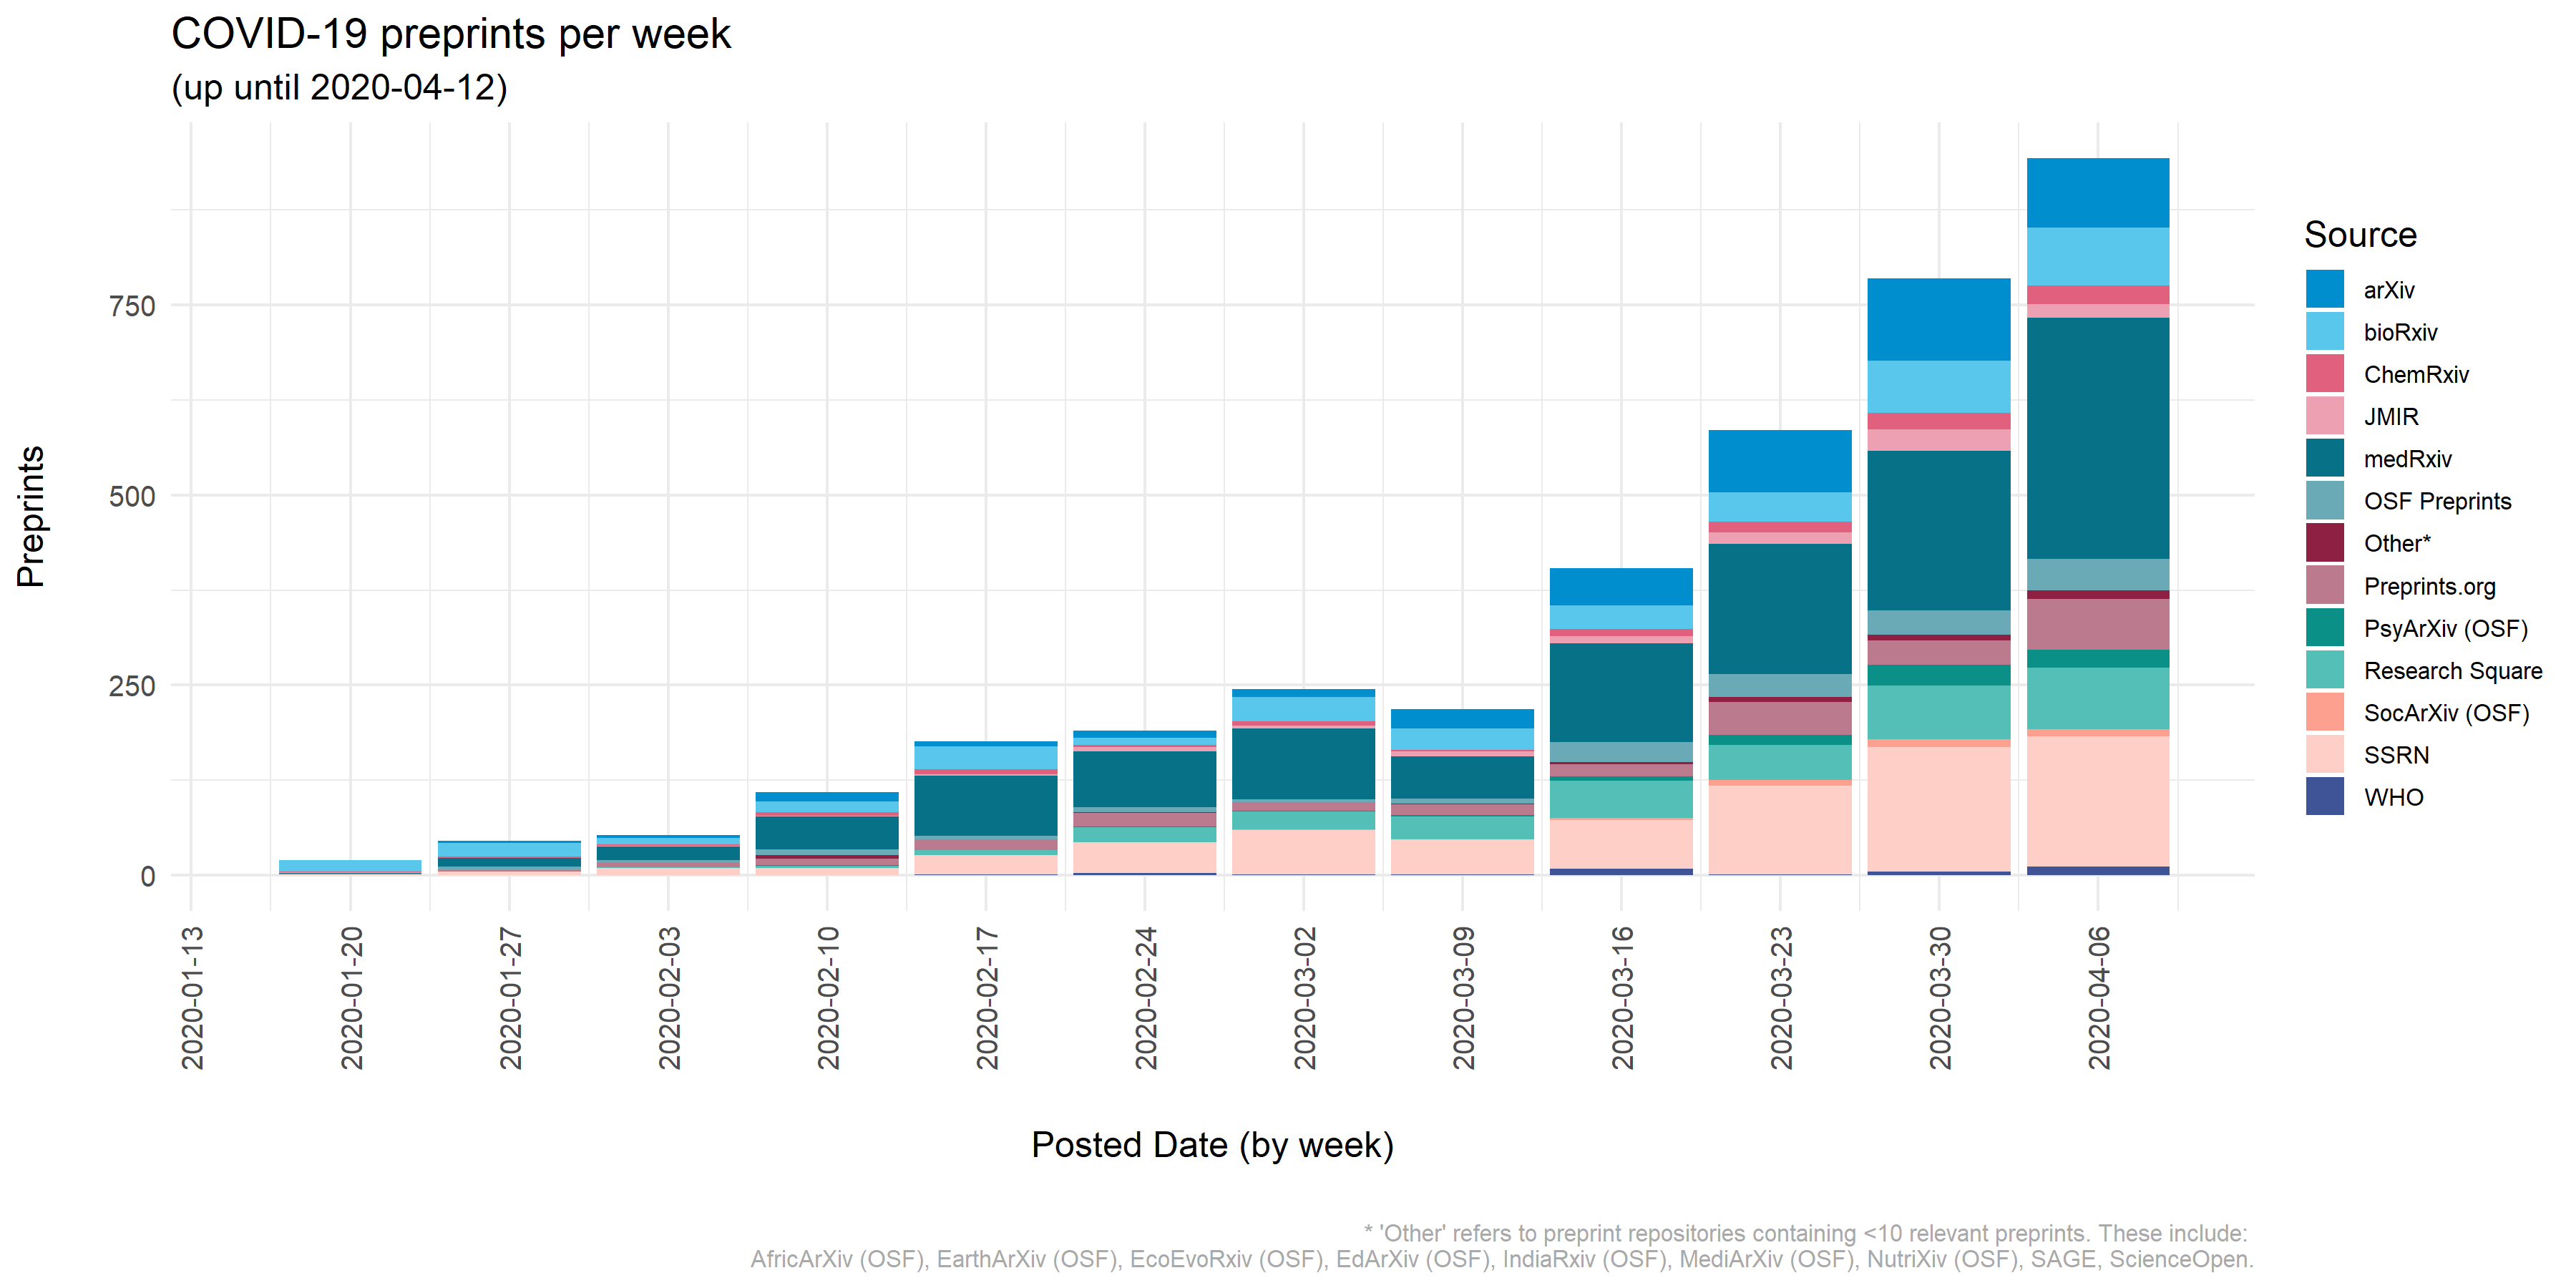 COVID-19 preprints per week
(up until 2020-04-12)
Preprints
750
500
250
0
2020-01-13
2020-01-20
2020-01-27
2020-02-03
2020-02-10
2020-02-17
2020-02-24
2020-03-02
2020-03-09
2020-03-16
2020-03-23
2020-03-30
2020-04-06
Posted Date (by week)
Source
arXiv
bioRxiv
ChemRxiv
JMIR
medRxiv
OSF Preprints
Other*
Preprints.org
PsyArXiv (OSF)
Research Square
SocArXiv (OSF)
SSRN
WHO
* 'Other' refers to preprint repositories containing <10 relevant preprints. These include:
AfricArXiv (OSF), EarthArXiv (OSF), EcoEvoRxiv (OSF), EdArXiv (OSF), IndiaRxiv (OSF), MediArXiv (OSF), NutriXiv (OSF), SAGE, ScienceOpen.